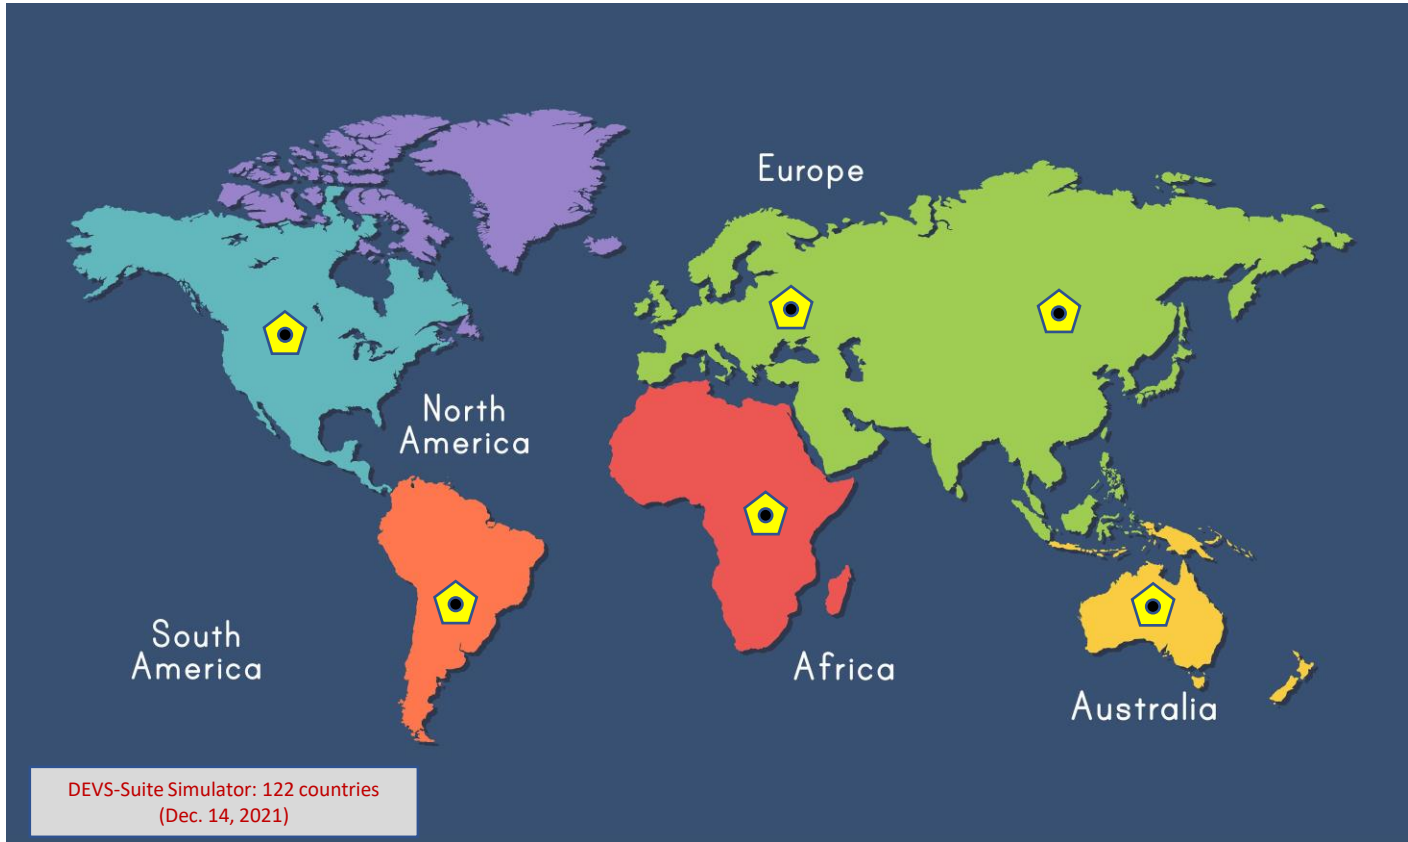 Europe
North
America
South
America
Africa
Australia
DEVS-Suite Simulator: 122 countries
(Dec. 14, 2021)